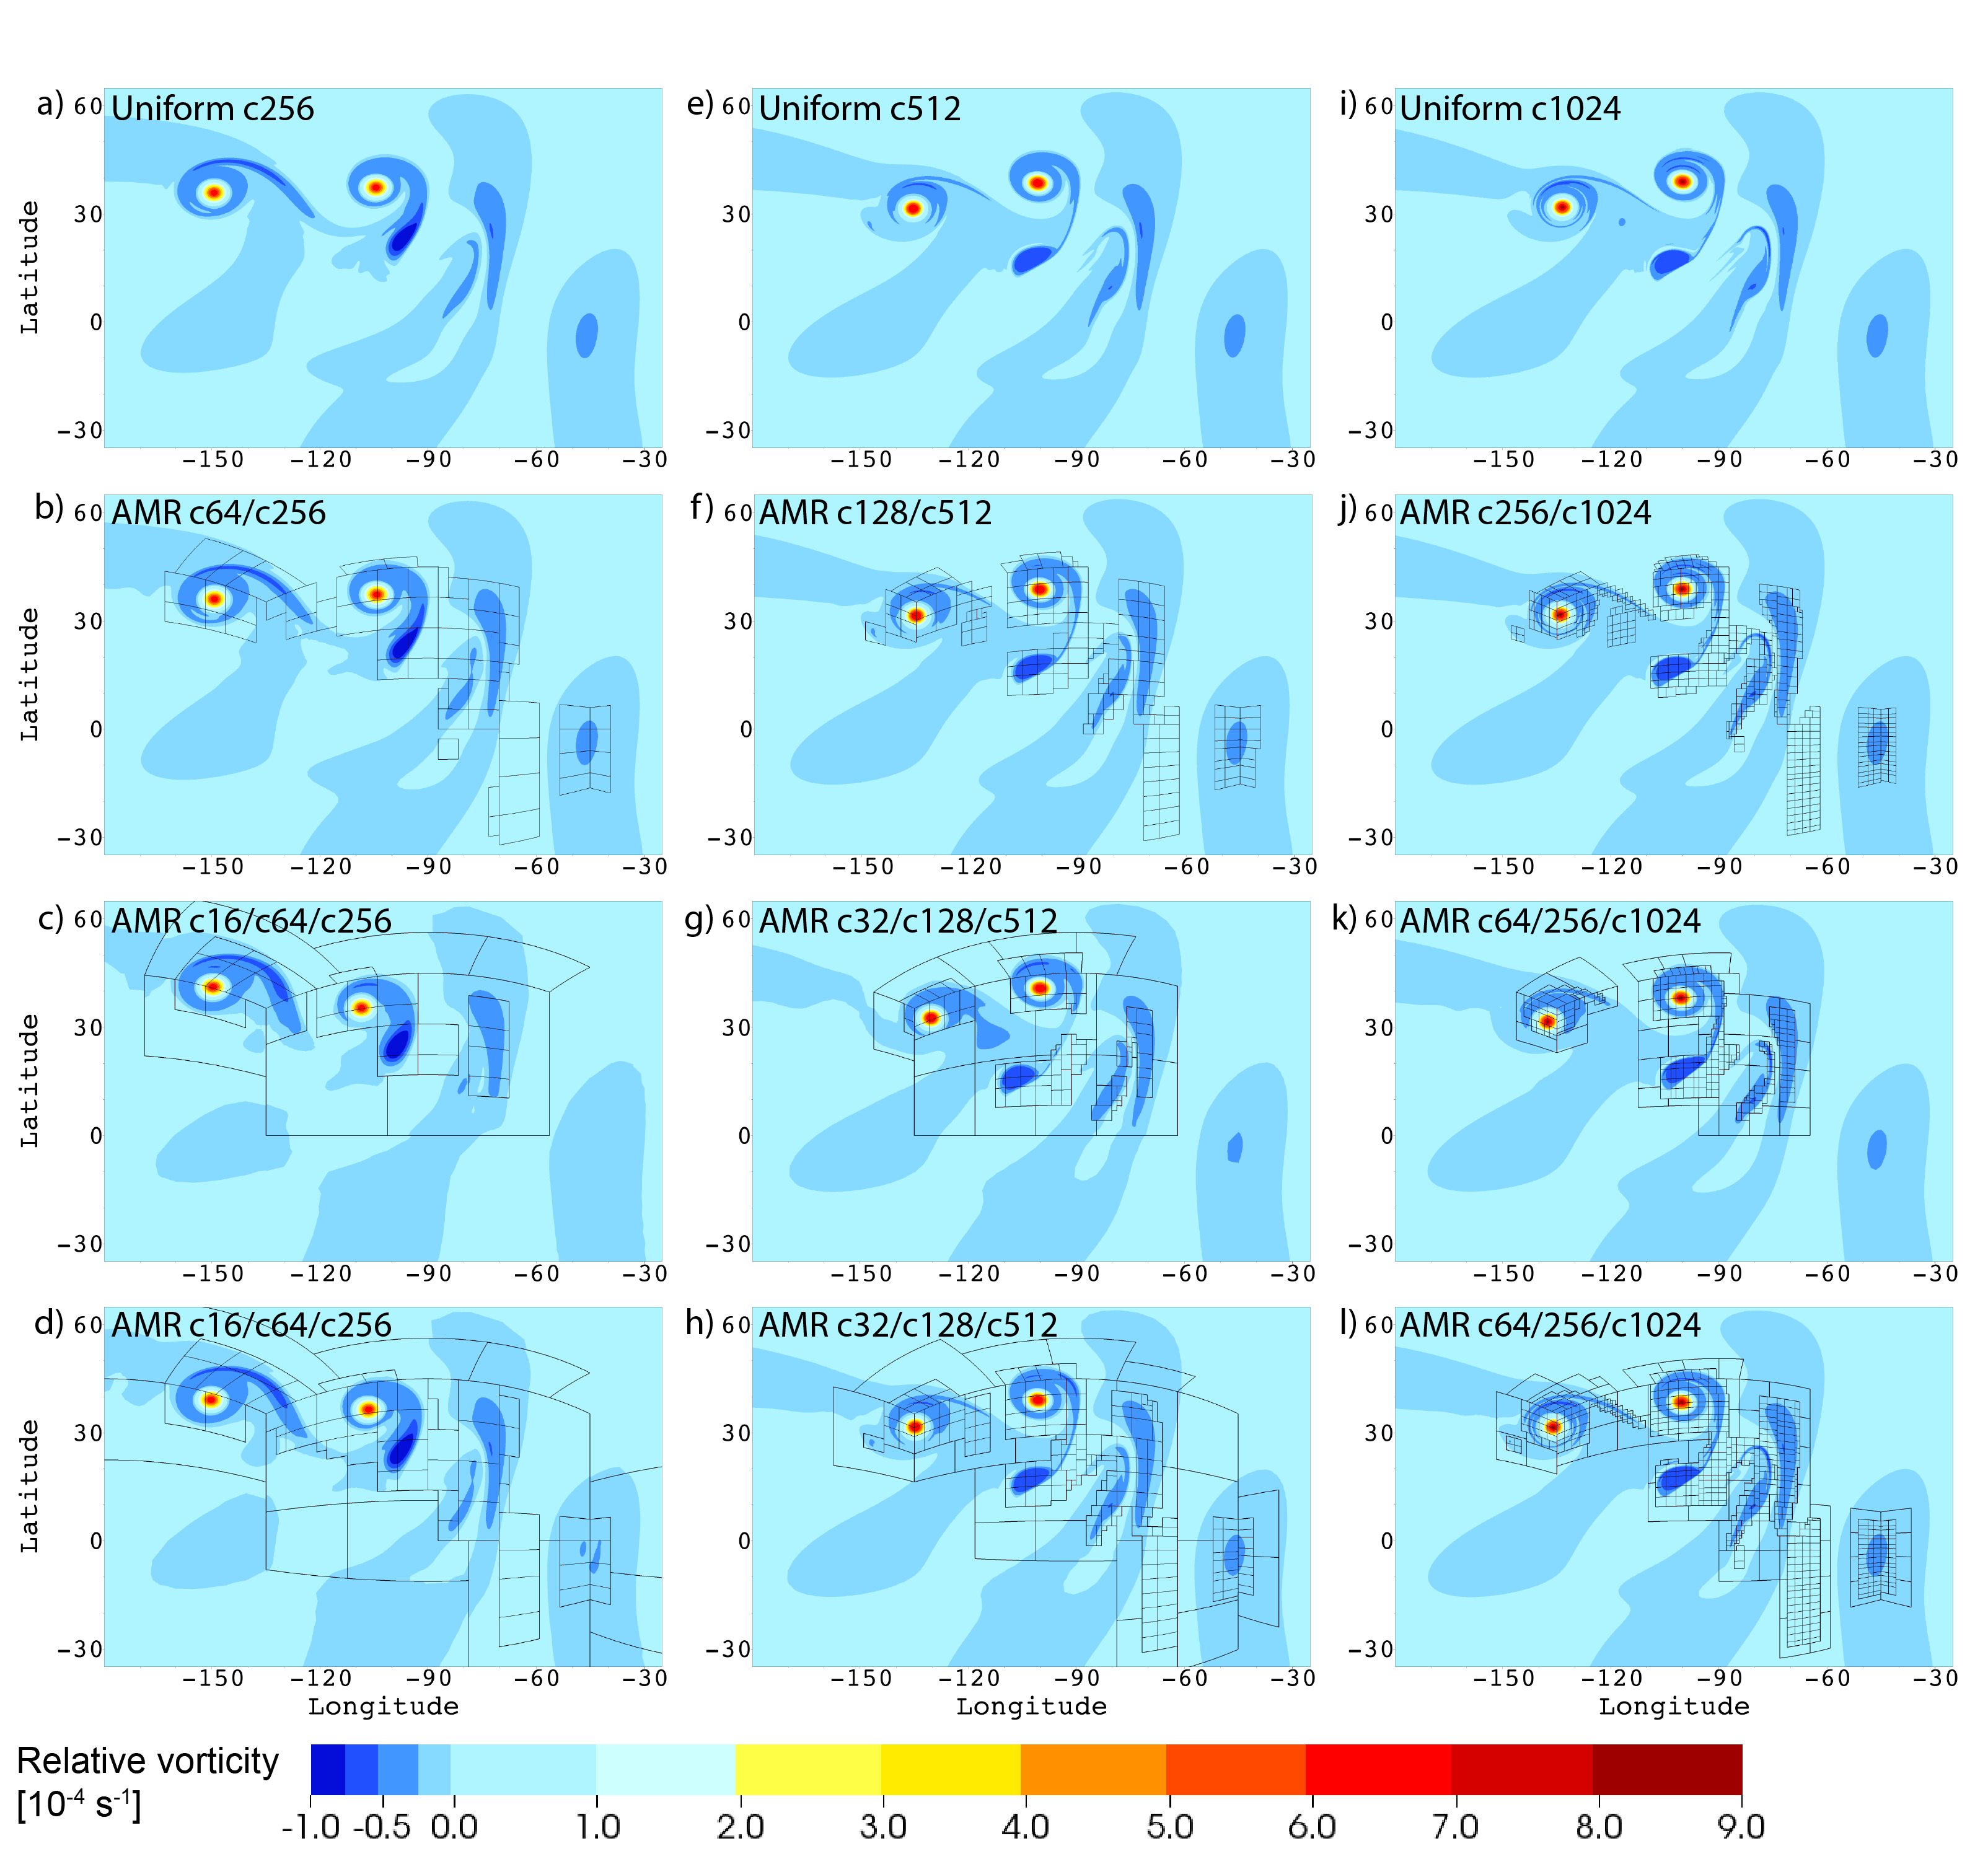 a) Uniform c256
e) Uniform c512
i) Uniform c1024
60 60 60
30 30 30
0 0 0
-30 -30 -30
Latitude
-150 -120 -90 -60 -30
-150 -120 -90 -60 -30
-150 -120 -90 -60 -30
b) AMR c64/c256
f) AMR c128/c512
j) AMR c256/c1024
60 60 60
30 30 30
0 0 0
-30 -30 -30
Latitude
-150 -120 -90 -60 -30
-150 -120 -90 -60 -30
-150 -120 -90 -60 -30
c) AMR c16/c64/c256
g) AMR c32/c128/c512
k) AMR c64/256/c1024
60 60 60
30 30 30
0 0 0
-30 -30 -30
Latitude
-150 -120 -90 -60 -30
-150 -120 -90 -60 -30
-150 -120 -90 -60 -30
d) AMR c16/c64/c256
h) AMR c32/c128/c512
l) AMR c64/256/c1024
60 60 60
30 30 30
0 0 0
-30 -30 -30
Latitude
-150 -120 -90 -60 -30
-150 -120 -90 -60 -30
-150 -120 -90 -60 -30
Longitude Longitude Longitude
Relative vorticity
[10-4 s-1]
-1.0 -0.5 0.0 1.0 2.0 3.0 4.0 5.0 6.0 7.0 8.0 9.0